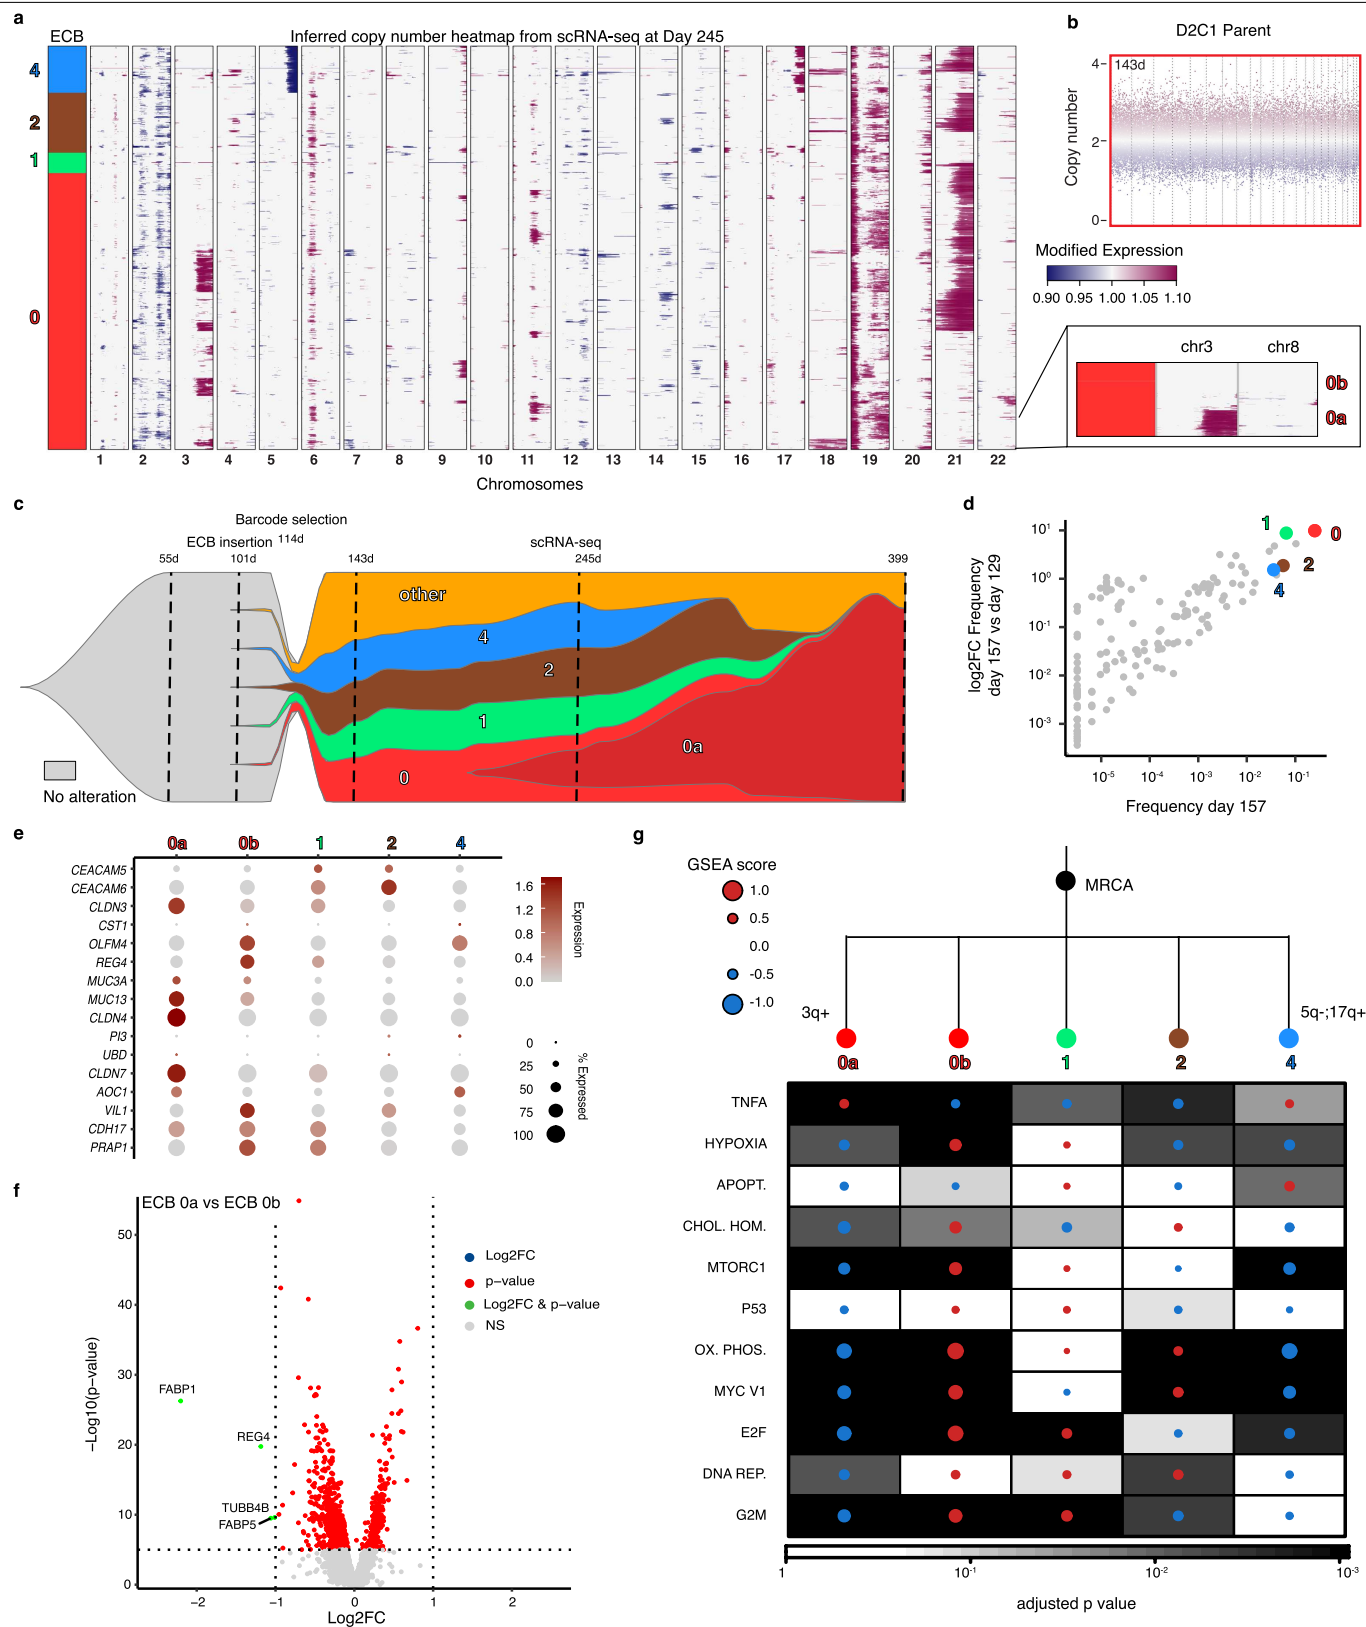 a
ECB
Inferred copy number heatmap from scRNA-seq at Day 245
4
2
1
0
1 2 3 4 5 6 7 8 9 10 11 12 13 14 15 16 17 18 19 20 21 22
Chromosomes
b
D2C1 Parent
143d
Copy number
4
2
0
Modified Expression
0.90 0.95 1.00 1.05 1.10
chr3 chr8
0b
0a
c
Barcode selection
ECB insertion 114d
scRNA-seq
55d 101d 143d 245d 399
other
4
2
1
0a
0
No alteration
d
log2FC Frequency
day 157 vs day 129
10¹
10⁰
10⁻¹
10⁻²
10⁻³
1
0
2
4
10⁻⁵ 10⁻⁴ 10⁻³ 10⁻² 10⁻¹
Frequency day 157
e
0a 0b 1 2 4
CEACAM5
CEACAM6
CLDN3
CST1
OLFM4
REG4
MUC3A
MUC13
CLDN4
PI3
UBD
CLDN7
AOC1
VIL1
CDH17
PRAP1
1.6
1.2
0.8
0.4
0.0
Expression
0
25
50
75
100
% Expressed
f
ECB 0a vs ECB 0b
−Log10(p−value)
50
40
30
20
10
0
FABP1
REG4
TUBB4B
FABP5
Log2FC
p−value
Log2FC & p−value
NS
−2 −1 0 1 2
Log2FC
g
GSEA score
1.0
0.5
0.0
-0.5
-1.0
MRCA
3q+
5q-;17q+
0a 0b 1 2 4
TNFA
HYPOXIA
APOPT.
CHOL. HOM.
MTORC1
P53
OX. PHOS.
MYC V1
E2F
DNA REP.
G2M
1 10⁻¹ 10⁻² 10⁻³
adjusted p value